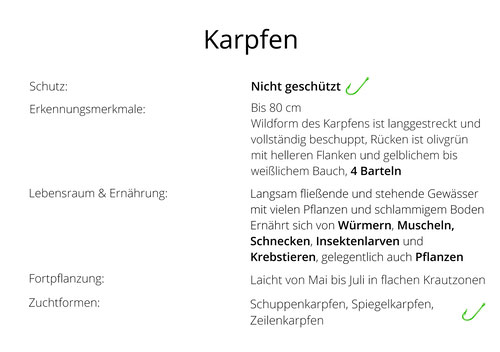 Karpfen
Schutz: Nicht geschützt
Erkennungsmerkmale: Bis 80 cm
Wildform des Karpfens ist langgestreckt und
vollständig beschuppt, Rücken ist olivgrün
mit helleren Flanken und gelblichem bis
weißlichem Bauch, 4 Barteln
Lebensraum & Ernährung: Langsam fließende und stehende Gewässer
mit vielen Pflanzen und schlammigem Boden
Ernährt sich von Würmern, Muscheln,
Schnecken, Insektenlarven und
Krebstieren, gelegentlich auch Pflanzen
Fortpflanzung: Laicht von Mai bis Juli in flachen Krautzonen
Zuchtformen: Schuppenkarpfen, Spiegelkarpfen,
Zeilenkarpfen